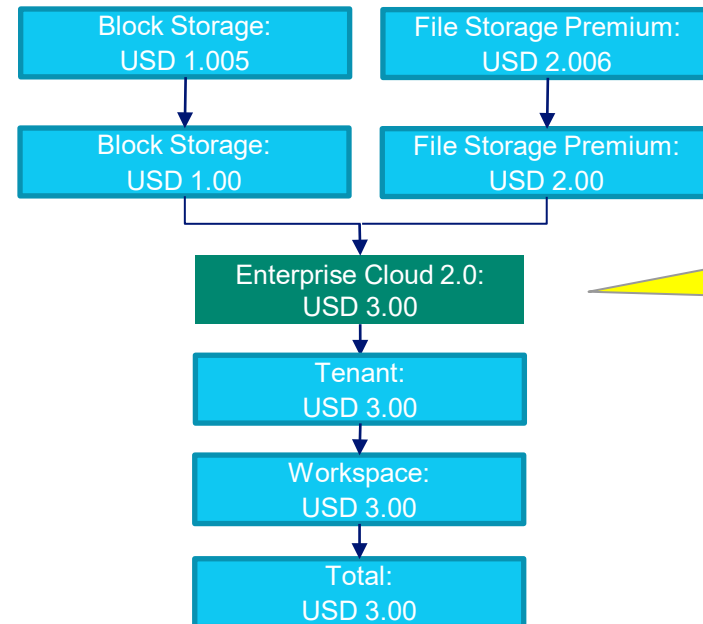 Block Storage:
USD 1.005
File Storage Premium:
USD 2.006
Block Storage:
USD 1.00
File Storage Premium:
USD 2.00
Enterprise Cloud 2.0:
USD 3.00
Tenant:
USD 3.00
Workspace:
USD 3.00
Total:
USD 3.00